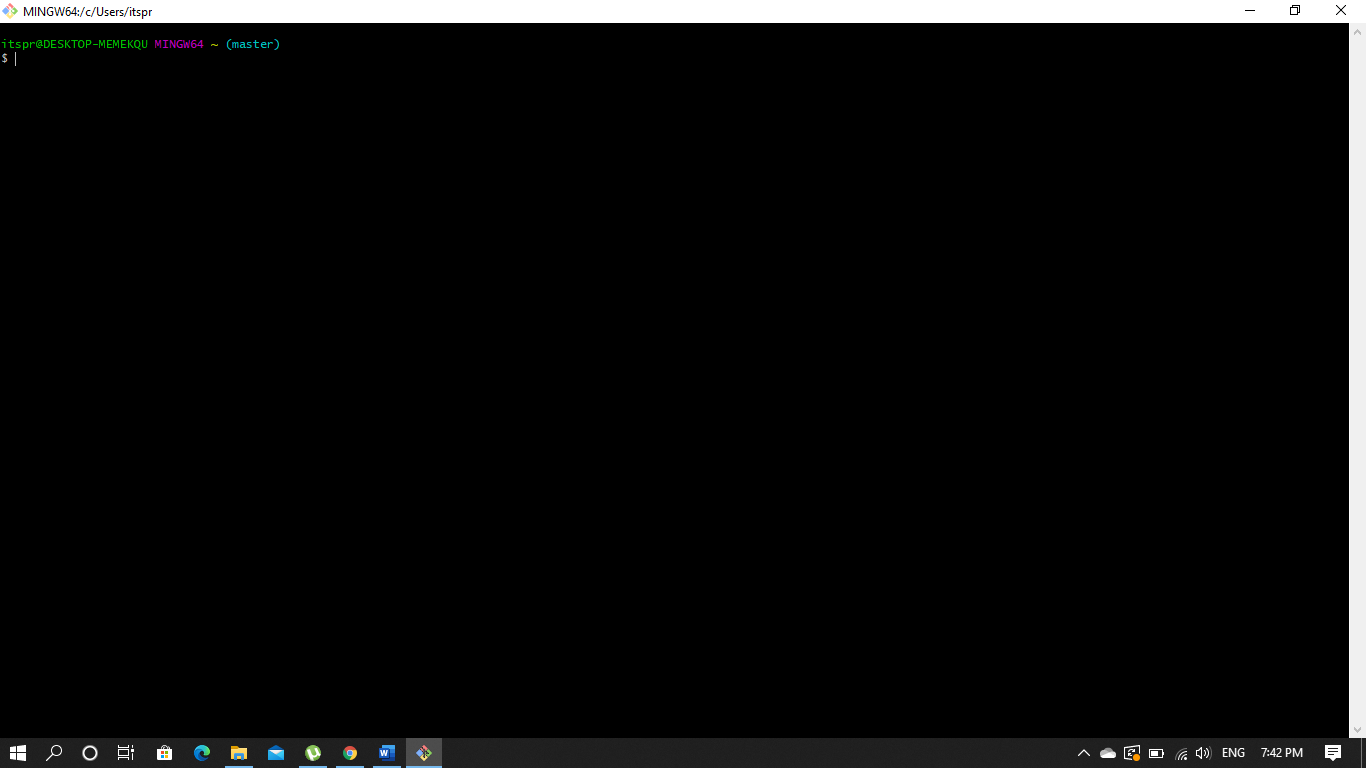 MINGW64:/c/Users/itspr
itspr@DESKTOP-MEMEKQU MINGW64 ~ (master)
$
ENG 7:42 PM